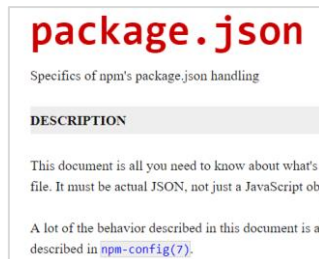 package.json
Specifics of npm's package.json handling
DESCRIPTION
This document is all you need to know about what's
file. It must be actual JSON, not just a JavaScript ob
A lot of the behavior described in this document is a
described in npm-config(7).